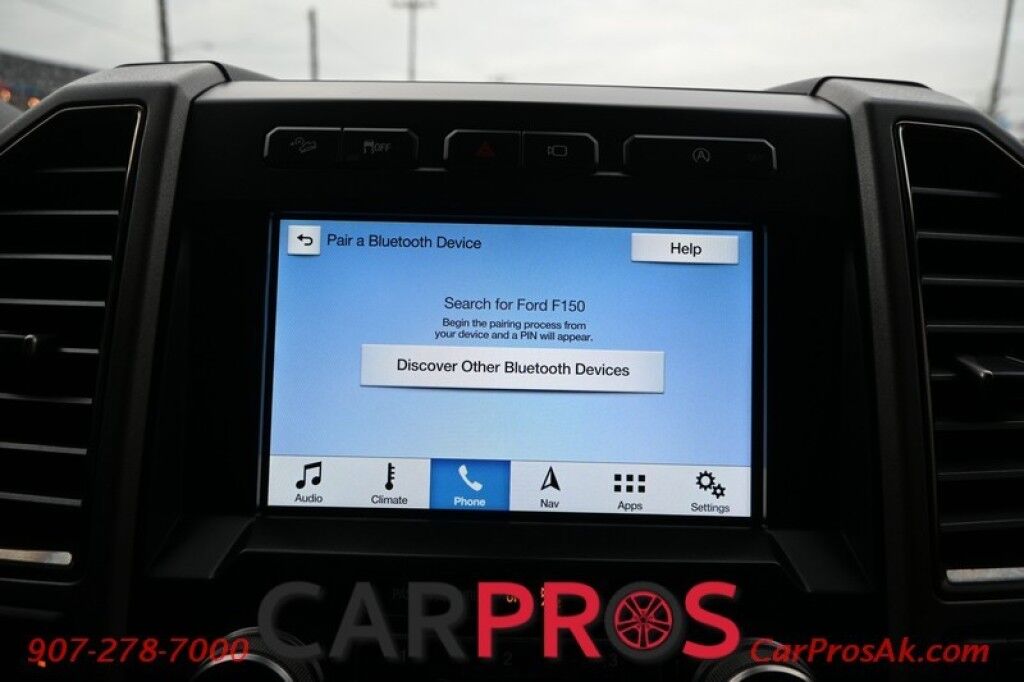 OFF
A
Pair a Bluetooth Device
Help
Search for Ford F150
Begin the pairing process from
your device and a PIN will appear.
Discover Other Bluetooth Devices
Audio
Climate
Phone
Nav
Apps
Settings
CARPROS
2
907-278-7000
CarProsAk.com